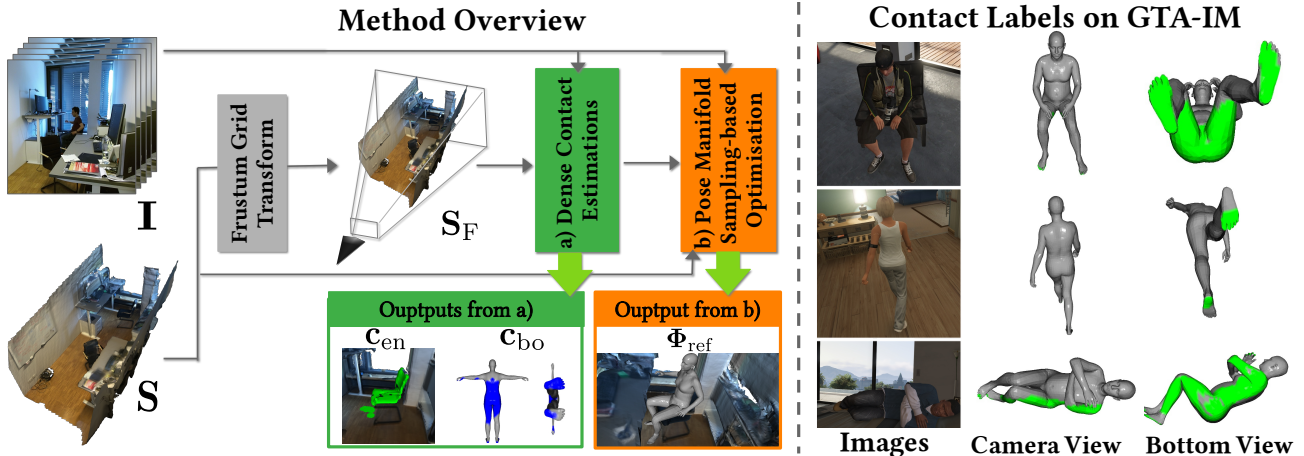 Method Overview
I
S
Frustum Grid
Transform
S_F
a) Dense Contact
Estimations
b) Pose Manifold
Sampling-based
Optimisation
Ouptputs from a)
c_en
c_bo
Ouptput from b)
Φ_ref
Contact Labels on GTA-IM
Images
Camera View
Bottom View